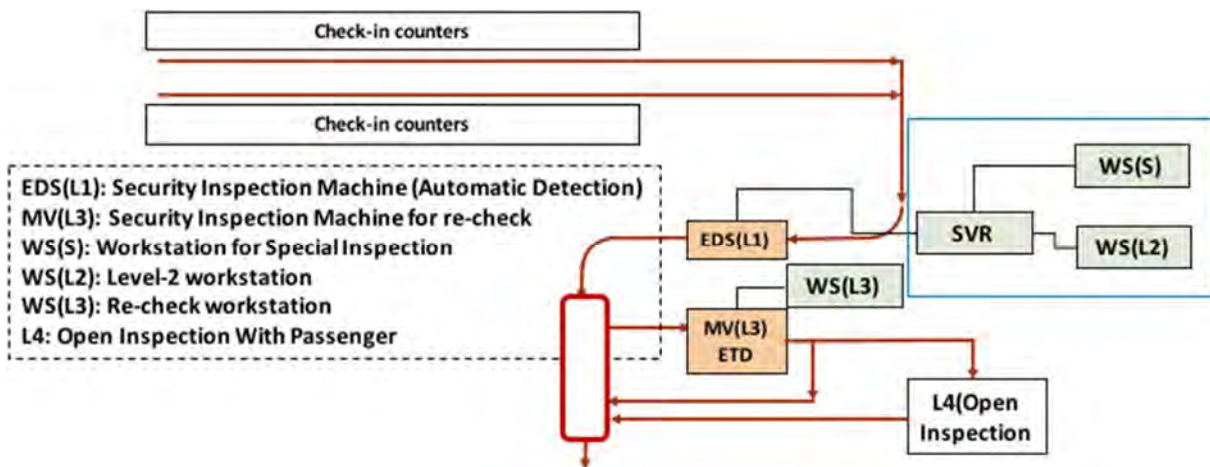 Check-in counters
Check-in counters
EDS(L1): Security Inspection Machine (Automatic Detection)
MV(L3): Security Inspection Machine for re-check
WS(S): Workstation for Special Inspection
WS(L2): Level-2 workstation
WS(L3): Re-check workstation
L4: Open Inspection With Passenger
EDS(L1)
SVR
WS(S)
WS(L2)
WS(L3)
MV(L3)
ETD
L4(Open
Inspection